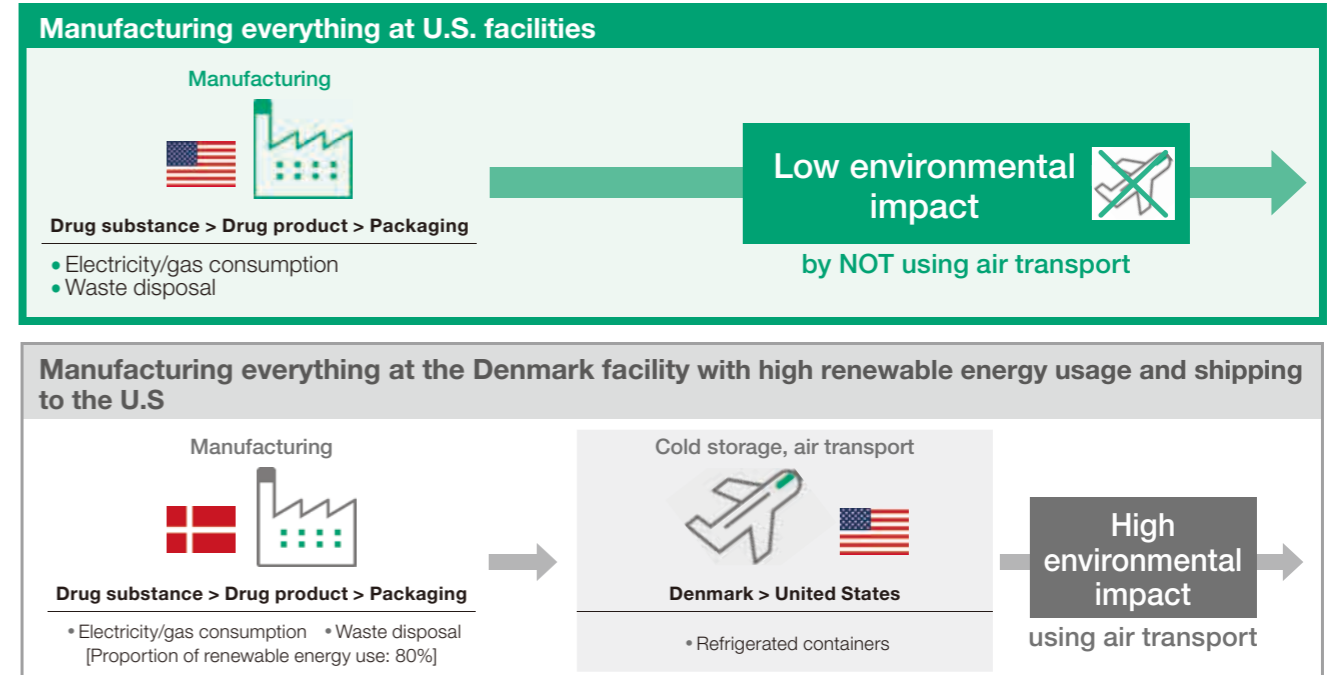 Manufacturing everything at U.S. facilities
Manufacturing
Drug substance > Drug product > Packaging
• Electricity/gas consumption
• Waste disposal
Low environmental
impact
by NOT using air transport
Manufacturing everything at the Denmark facility with high renewable energy usage and shipping
to the U.S
Manufacturing
Drug substance > Drug product > Packaging
• Electricity/gas consumption • Waste disposal
[Proportion of renewable energy use: 80%]
Cold storage, air transport
Denmark > United States
• Refrigerated containers
High
environmental
impact
using air transport